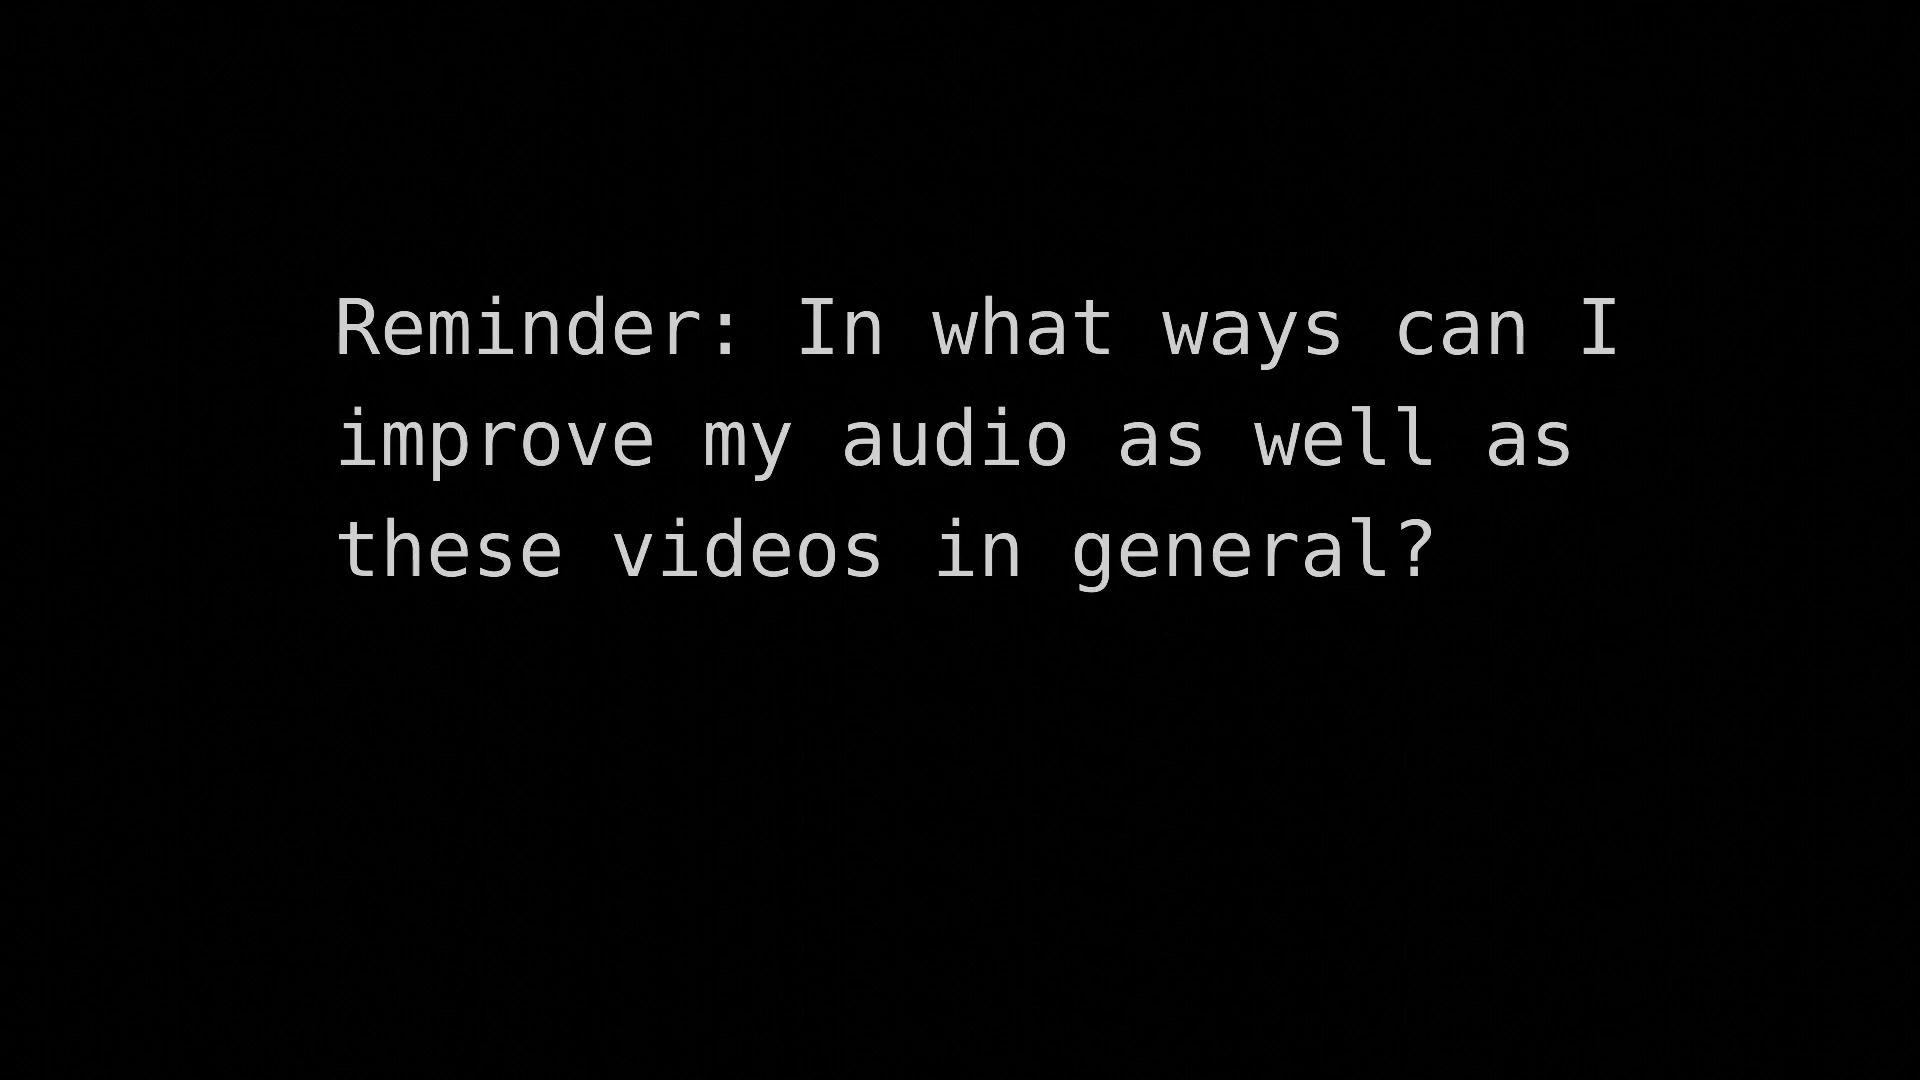 Reminder: In what ways can I
improve my audio as well as
these videos in general?